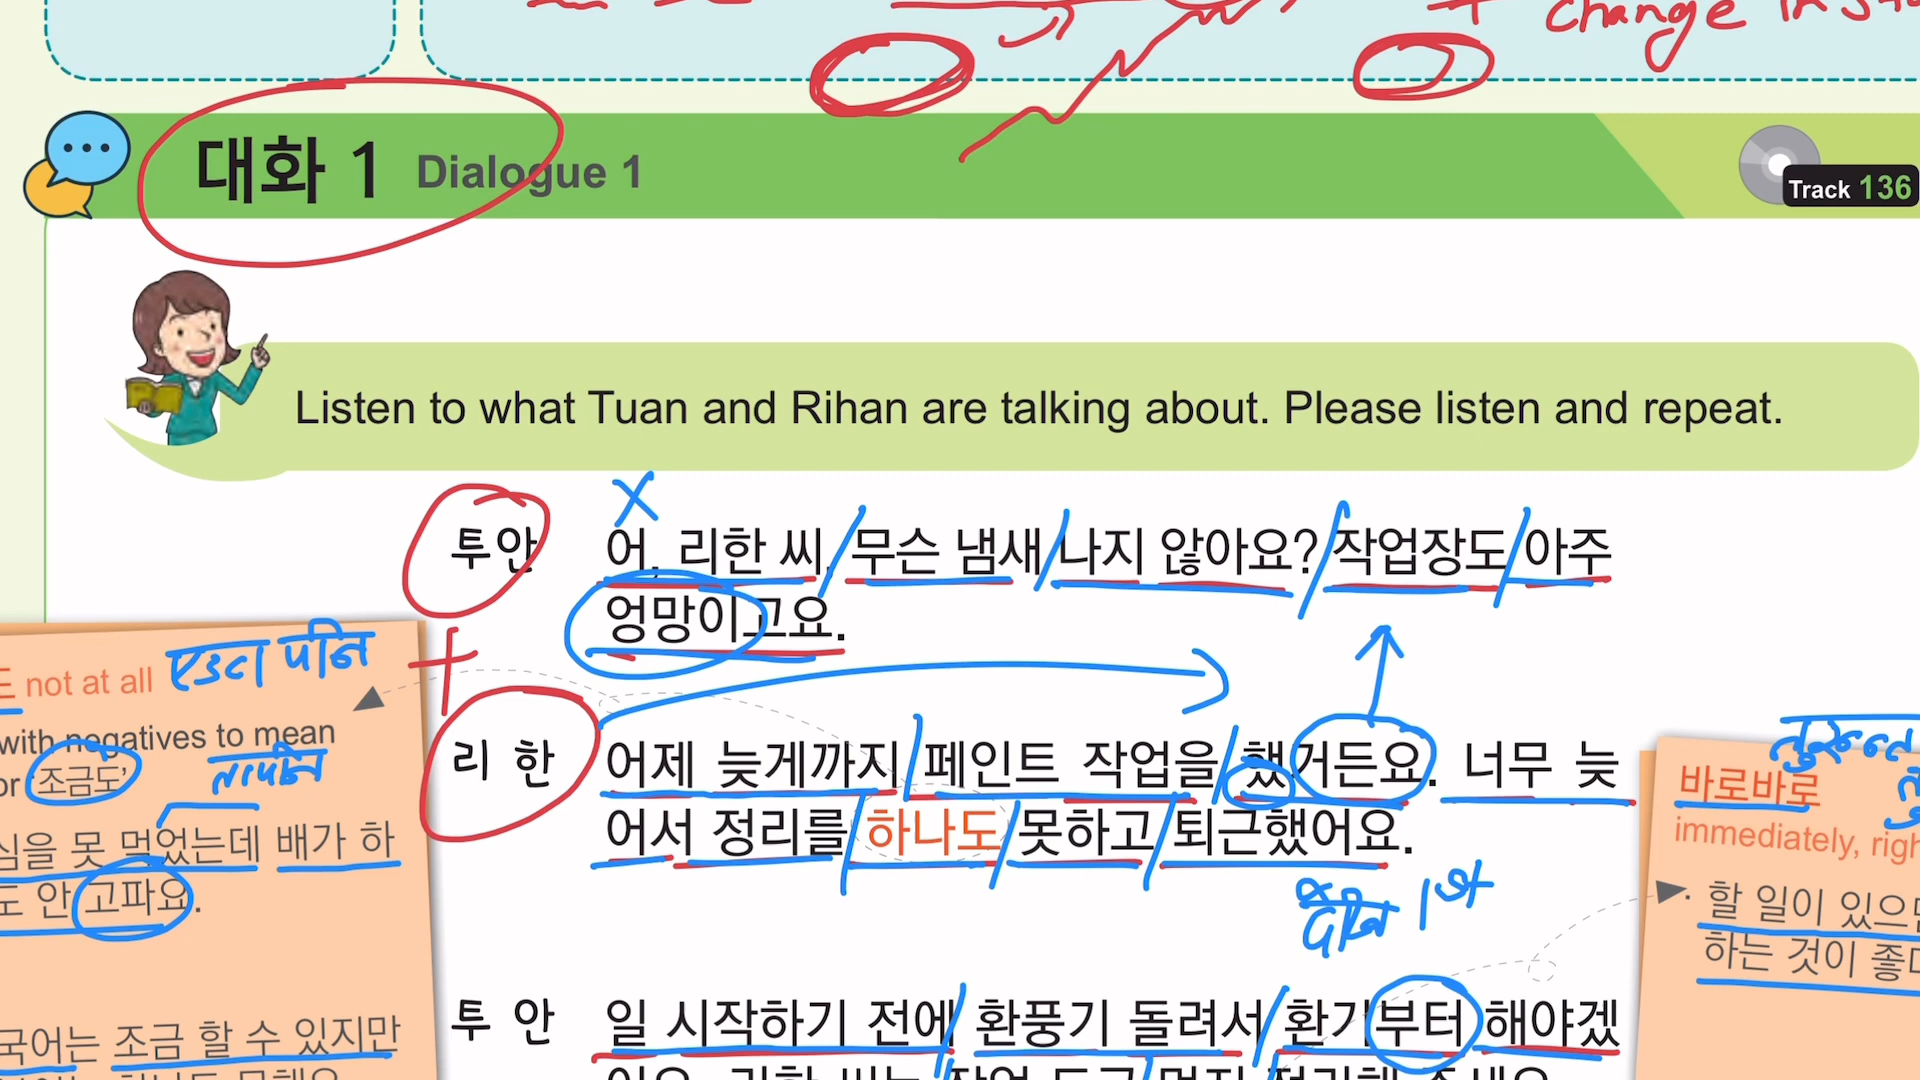 change in
대화 1 Dialogue 1
Track 136
Listen to what Tuan and Rihan are talking about. Please listen and repeat.
X
투안 어, 리한 씨, 무슨 냄새 나지 않아요? 작업장도 아주
엉망이고요.
리한 어제 늦게까지 페인트 작업을 했거든요. 너무 늦
어서 정리를 하나도 못하고 퇴근했어요.
1st
투안 일 시작하기 전에 환풍기 돌려서 환기부터 해야겠
not at all एउटा पनि
with negatives to mean
or '조금도'
심을 못 먹었는데 배가 하
도 안 고파요.
국어는 조금 할 수 있지만
바로바로
immediately, righ
할 일이 있으면
하는 것이 좋다